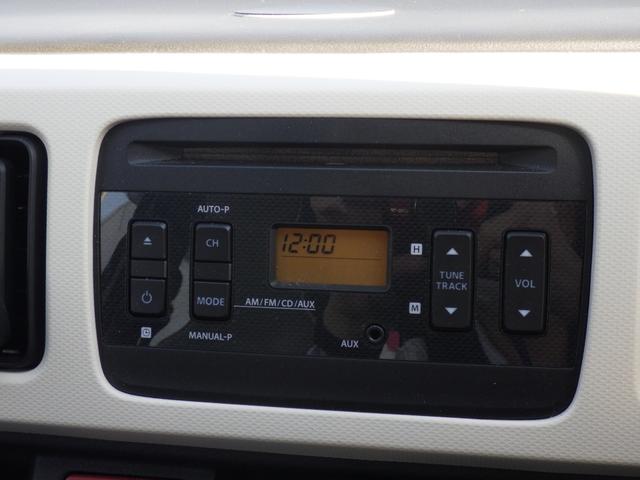 AUTO-P
CH
12:00
H
TUNE
TRACK
VOL
MODE
AM/FM/CD/AUX
M
C
MANUAL-P
AUX